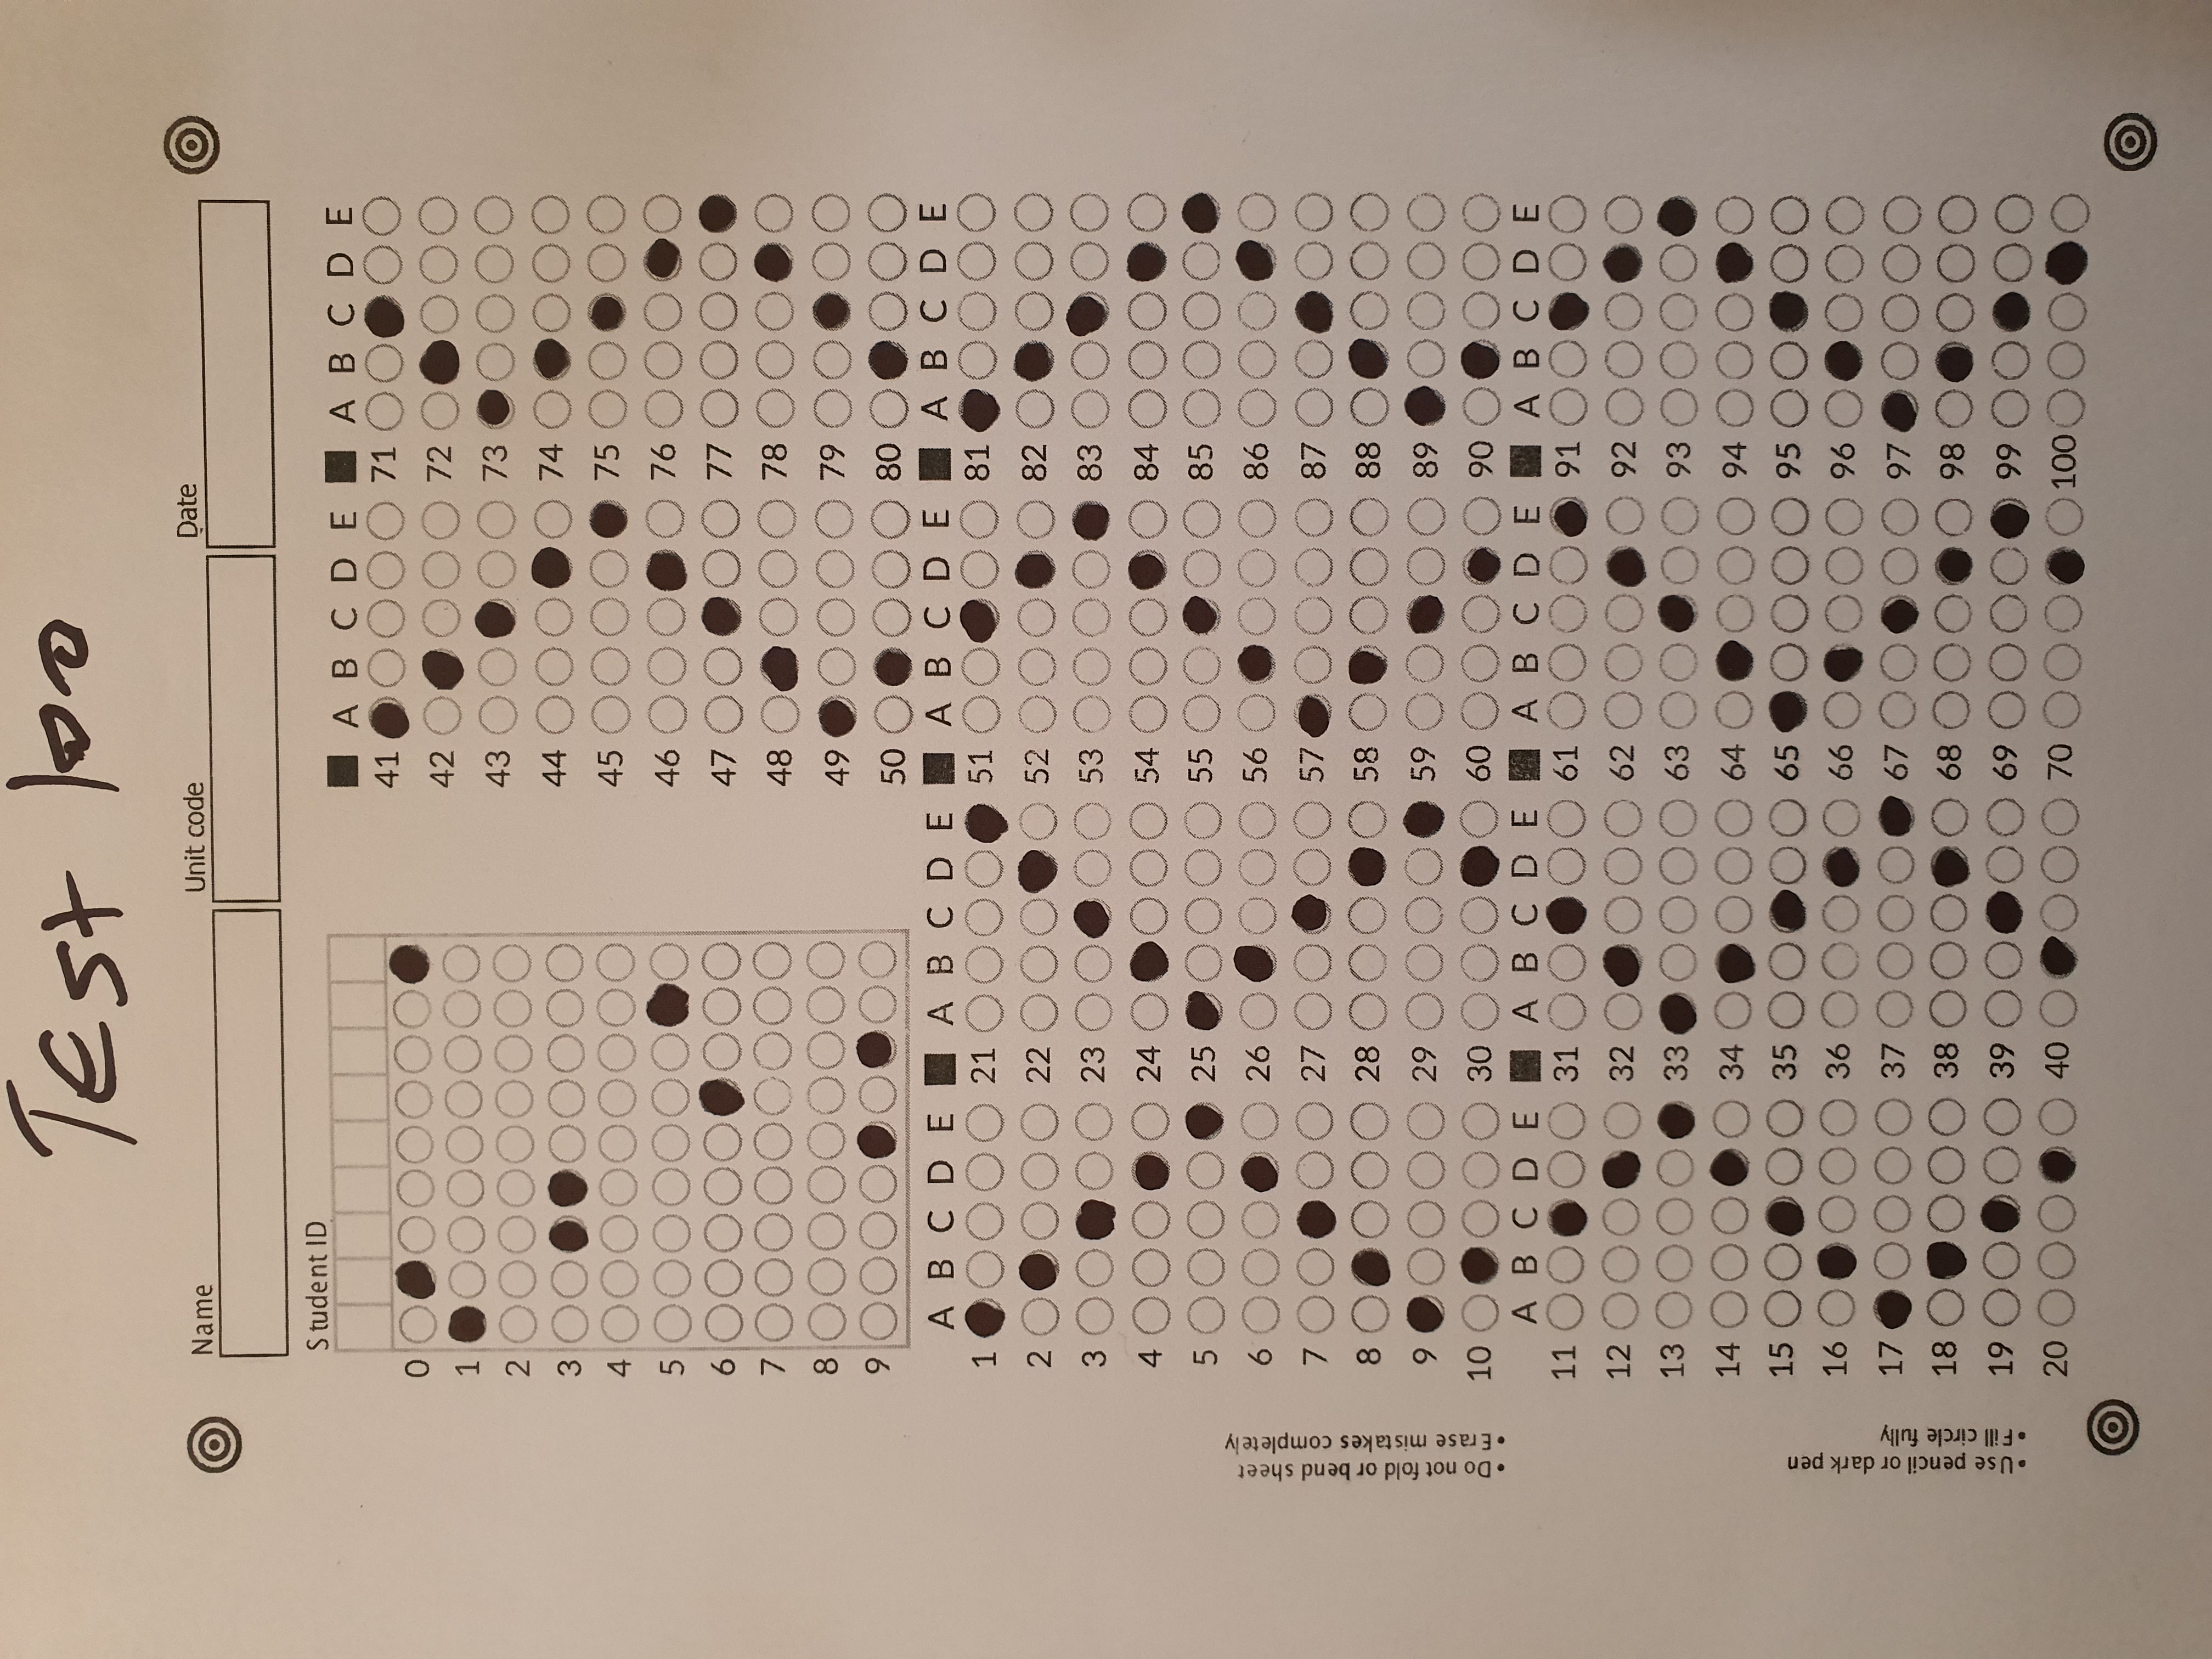 TEST 100
Name Unit code Date
Student ID
A B C D E A B C D E
0 41 71
1 42 72
2 43 73
3 44 74
4 45 75
5 46 76
6 47 77
7 48 78
8 49 79
9 50 80
A B C D E A B C D E A B C D E A B C D E
1 21 51 81
2 22 52 82
3 23 53 83
4 24 54 84
5 25 55 85
6 26 56 86
7 27 57 87
8 28 58 88
9 29 59 89
10 30 60 90
A B C D E A B C D E A B C D E A B C D E
11 31 61 91
12 32 62 92
13 33 63 93
14 34 64 94
15 35 65 95
16 36 66 96
17 37 67 97
18 38 68 98
19 39 69 99
20 40 70 100
• Do not fold or bend sheet
• Erase mistakes completely
• Use pencil or dark pen
• Fill circle fully